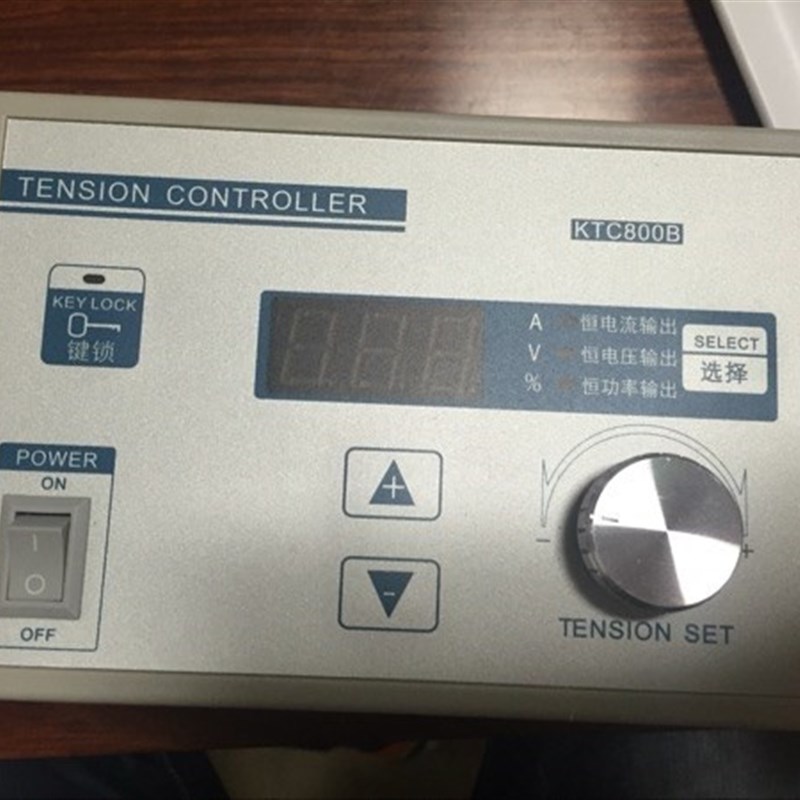 TENSION CONTROLLER
KTC800B
KEY LOCK
键锁
A 恒电流输出
V 恒电压输出
% 恒功率输出
SELECT
选择
POWER
ON
I
O
OFF
+
-
- +
TENSION SET